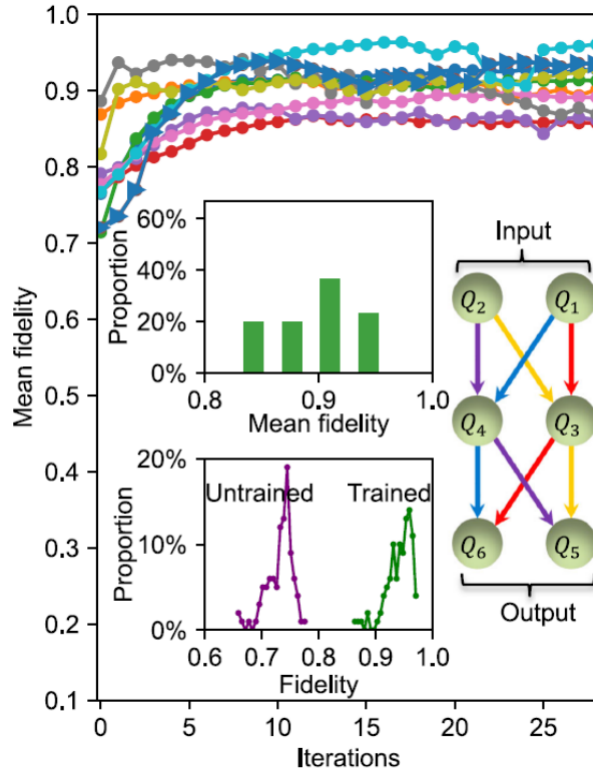 Mean fidelity
1.0
0.9
0.8
0.7
0.6
0.5
0.4
0.3
0.2
0.1
0
5
10
15
20
25
Iterations
Proportion
60%
40%
20%
0%
0.8
0.9
1.0
Mean fidelity
Proportion
20%
10%
0%
Untrained
Trained
0.6
0.7
0.8
0.9
1.0
Fidelity
Input
Q2 Q1
Q4 Q3
Q6 Q5
Output